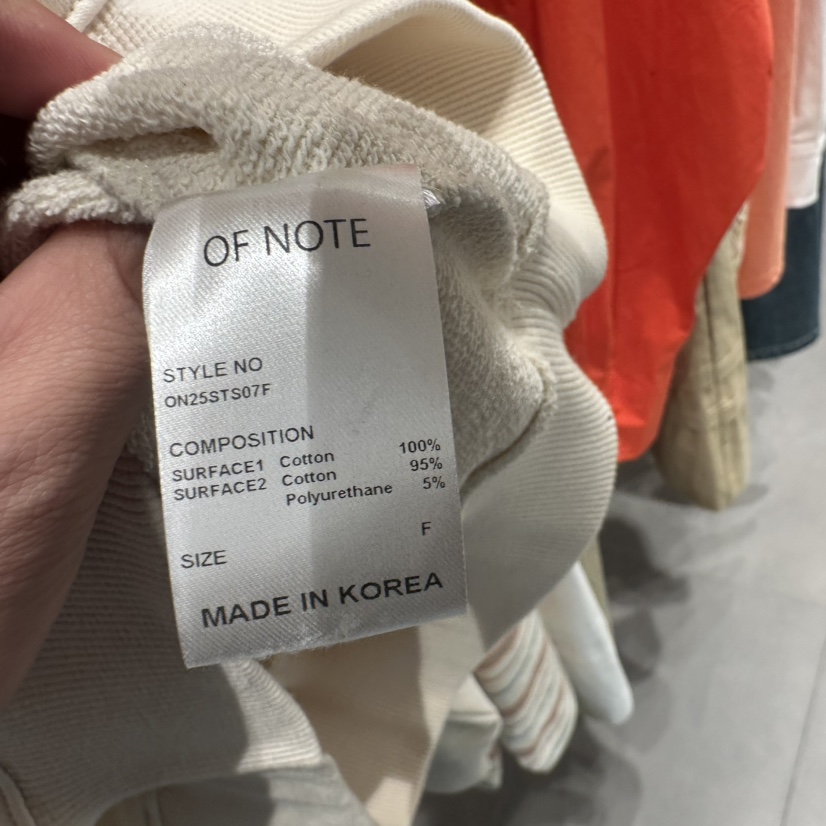 OF NOTE
STYLE NO
ON25STS07F
COMPOSITION
SURFACE1 Cotton 100%
SURFACE2 Cotton 95%
Polyurethane 5%
SIZE F
MADE IN KOREA